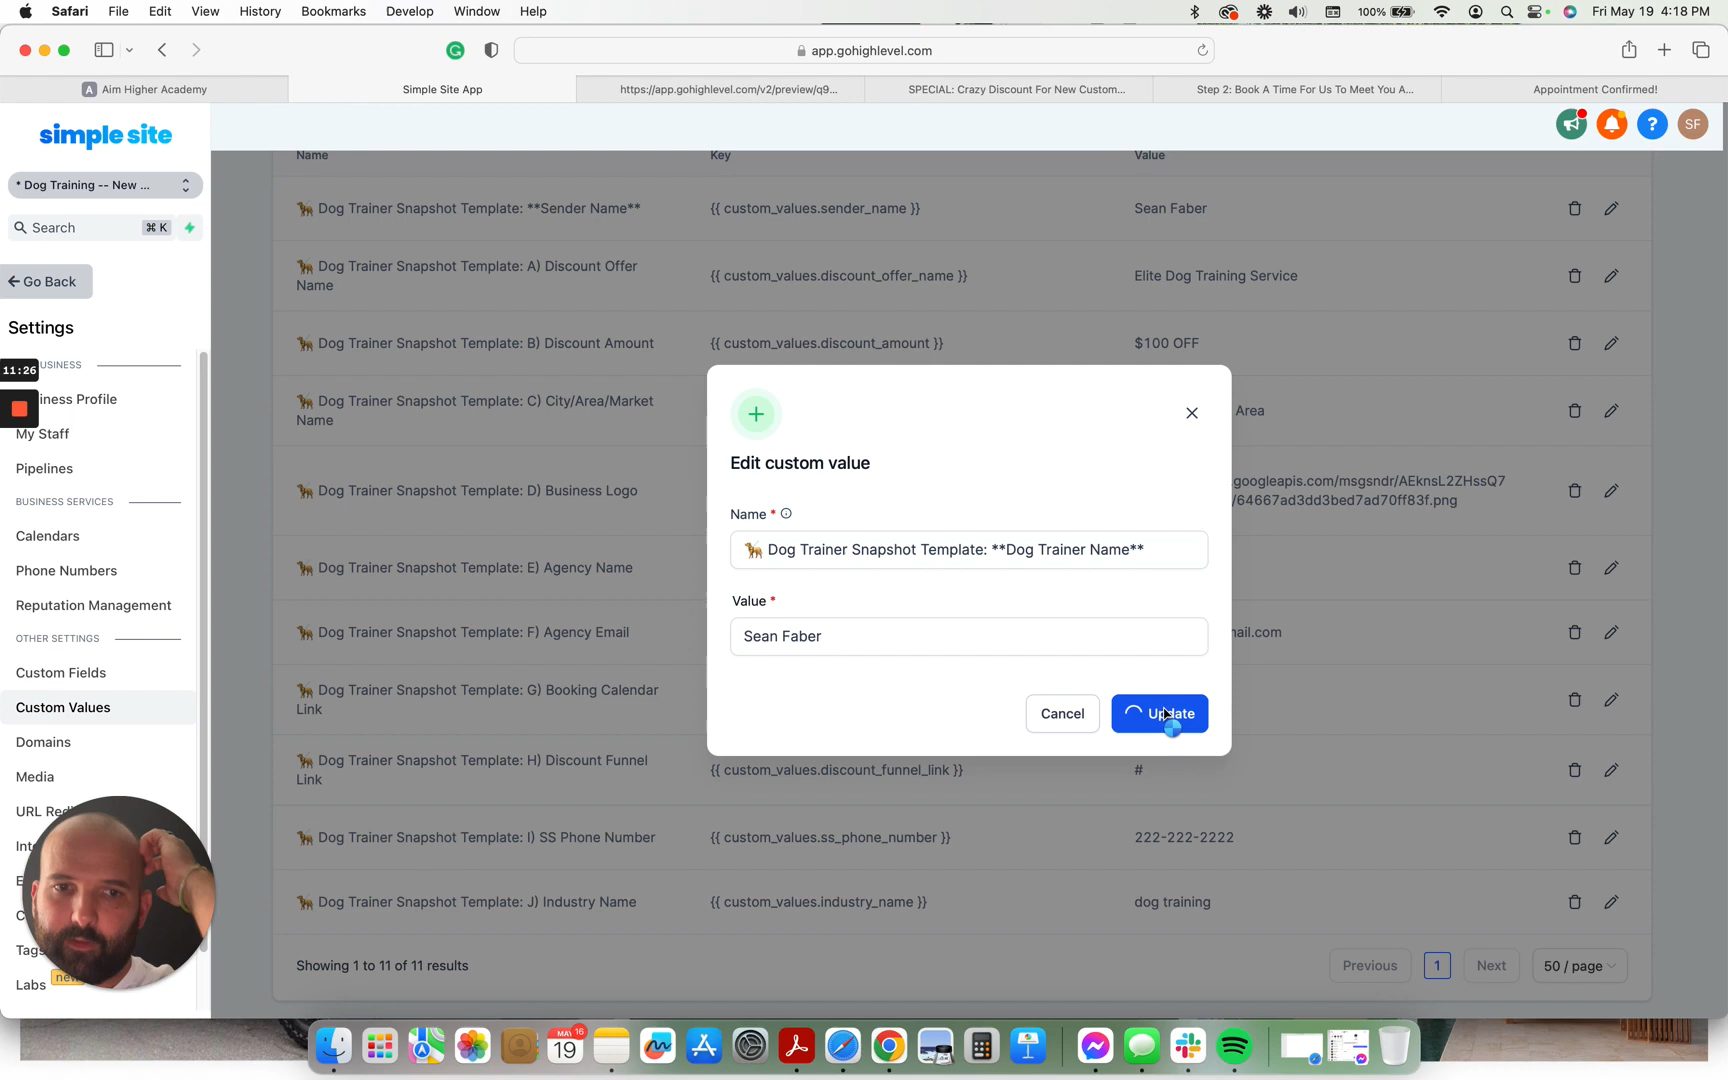 Safari File Edit View History Bookmarks Develop Window Help 100% Fri May 19 4:18 PM
app.gohighlevel.com
A Aim Higher Academy
Simple Site App
https://app.gohighlevel.com/v2/preview/q9...
SPECIAL: Crazy Discount For New Custom...
Step 2: Book A Time For Us To Meet You A...
Appointment Confirmed!
simple site
? SF
* Dog Training -- New ...
Search ⌘ K
Go Back
Settings
11:26
USINESS
iness Profile
My Staff
Pipelines
BUSINESS SERVICES
Calendars
Phone Numbers
Reputation Management
OTHER SETTINGS
Custom Fields
Custom Values
Domains
Media
URL Redi
Int
E
C
Tags
Labs new
Name Key Value
Dog Trainer Snapshot Template: **Sender Name** {{ custom_values.sender_name }} Sean Faber
Dog Trainer Snapshot Template: A) Discount Offer
Name
{{ custom_values.discount_offer_name }} Elite Dog Training Service
Dog Trainer Snapshot Template: B) Discount Amount {{ custom_values.discount_amount }} $100 OFF
Dog Trainer Snapshot Template: C) City/Area/Market
Name
Area
Dog Trainer Snapshot Template: D) Business Logo
.googleapis.com/msgsndr/AEknsL2ZHssQ7
/64667ad3dd3bed7ad70ff83f.png
Dog Trainer Snapshot Template: E) Agency Name
Dog Trainer Snapshot Template: F) Agency Email
ail.com
Dog Trainer Snapshot Template: G) Booking Calendar
Link
Dog Trainer Snapshot Template: H) Discount Funnel
Link
{{ custom_values.discount_funnel_link }} #
Dog Trainer Snapshot Template: I) SS Phone Number {{ custom_values.ss_phone_number }} 222-222-2222
Dog Trainer Snapshot Template: J) Industry Name {{ custom_values.industry_name }} dog training
Showing 1 to 11 of 11 results
Previous 1 Next 50 / page
Edit custom value
Name *
Dog Trainer Snapshot Template: **Dog Trainer Name**
Value *
Sean Faber
Cancel Update
MAY 16
19